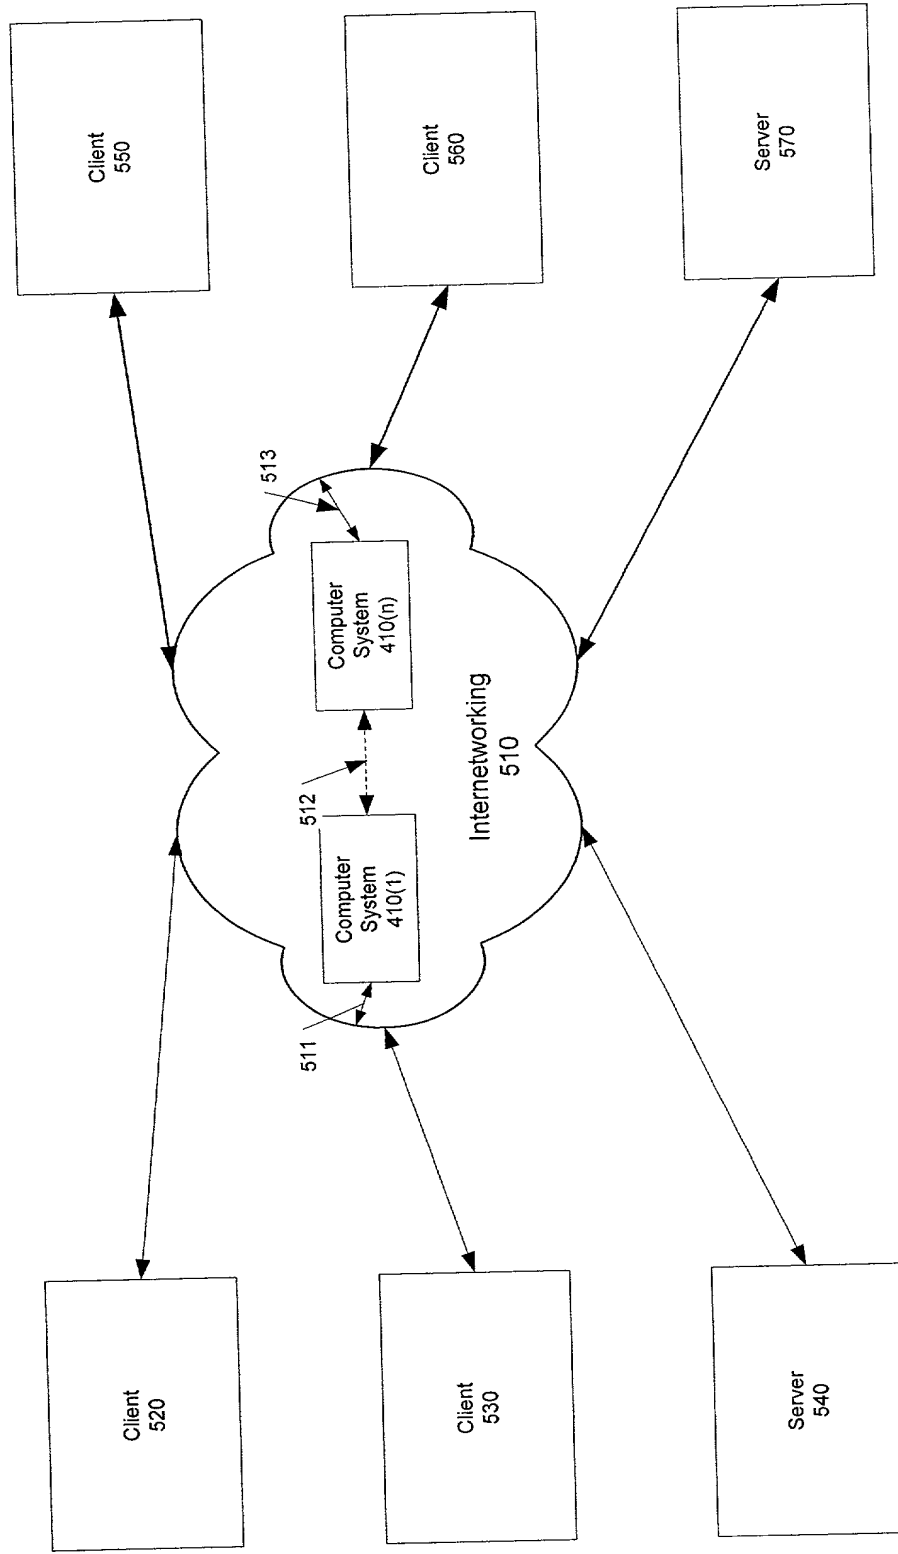 Client
520
Client
550
511
Computer
System
410(1)
512
Computer
System
410(n)
513
Client
530
Client
560
Internetworking
510
Server
540
Server
570